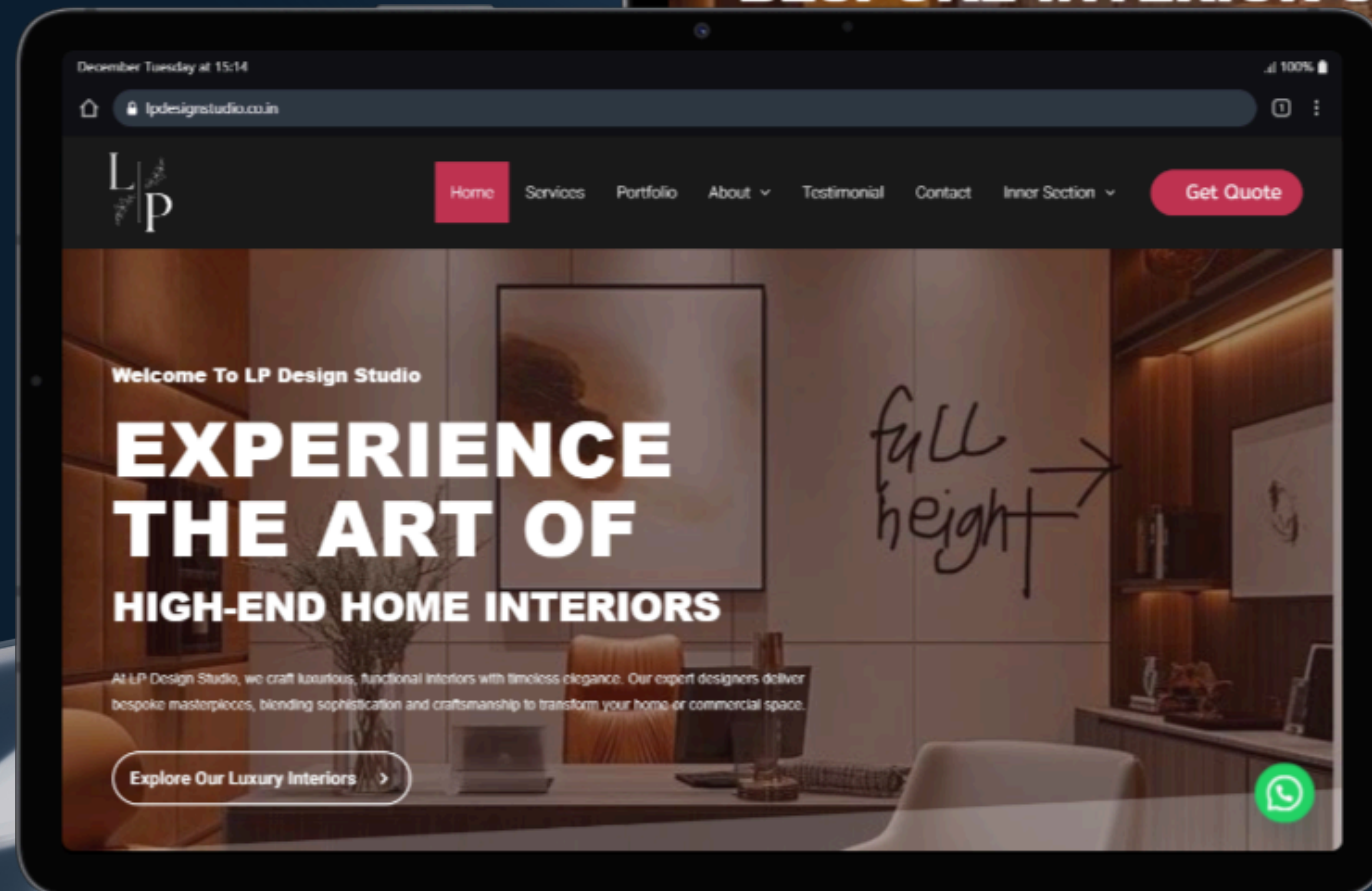 BESPOKE INTERIOR
December Tuesday at 15:14
100%
lpdesignstudio.co.in
1
L P
Home Services Portfolio About Testimonial Contact Inner Section Get Quote
Welcome To LP Design Studio
EXPERIENCE
THE ART OF
HIGH-END HOME INTERIORS
full
height
At LP Design Studio, we craft luxurious, functional interiors with timeless elegance. Our expert designers deliver
bespoke masterpieces, blending sophistication and craftsmanship to transform your home or commercial space.
Explore Our Luxury Interiors